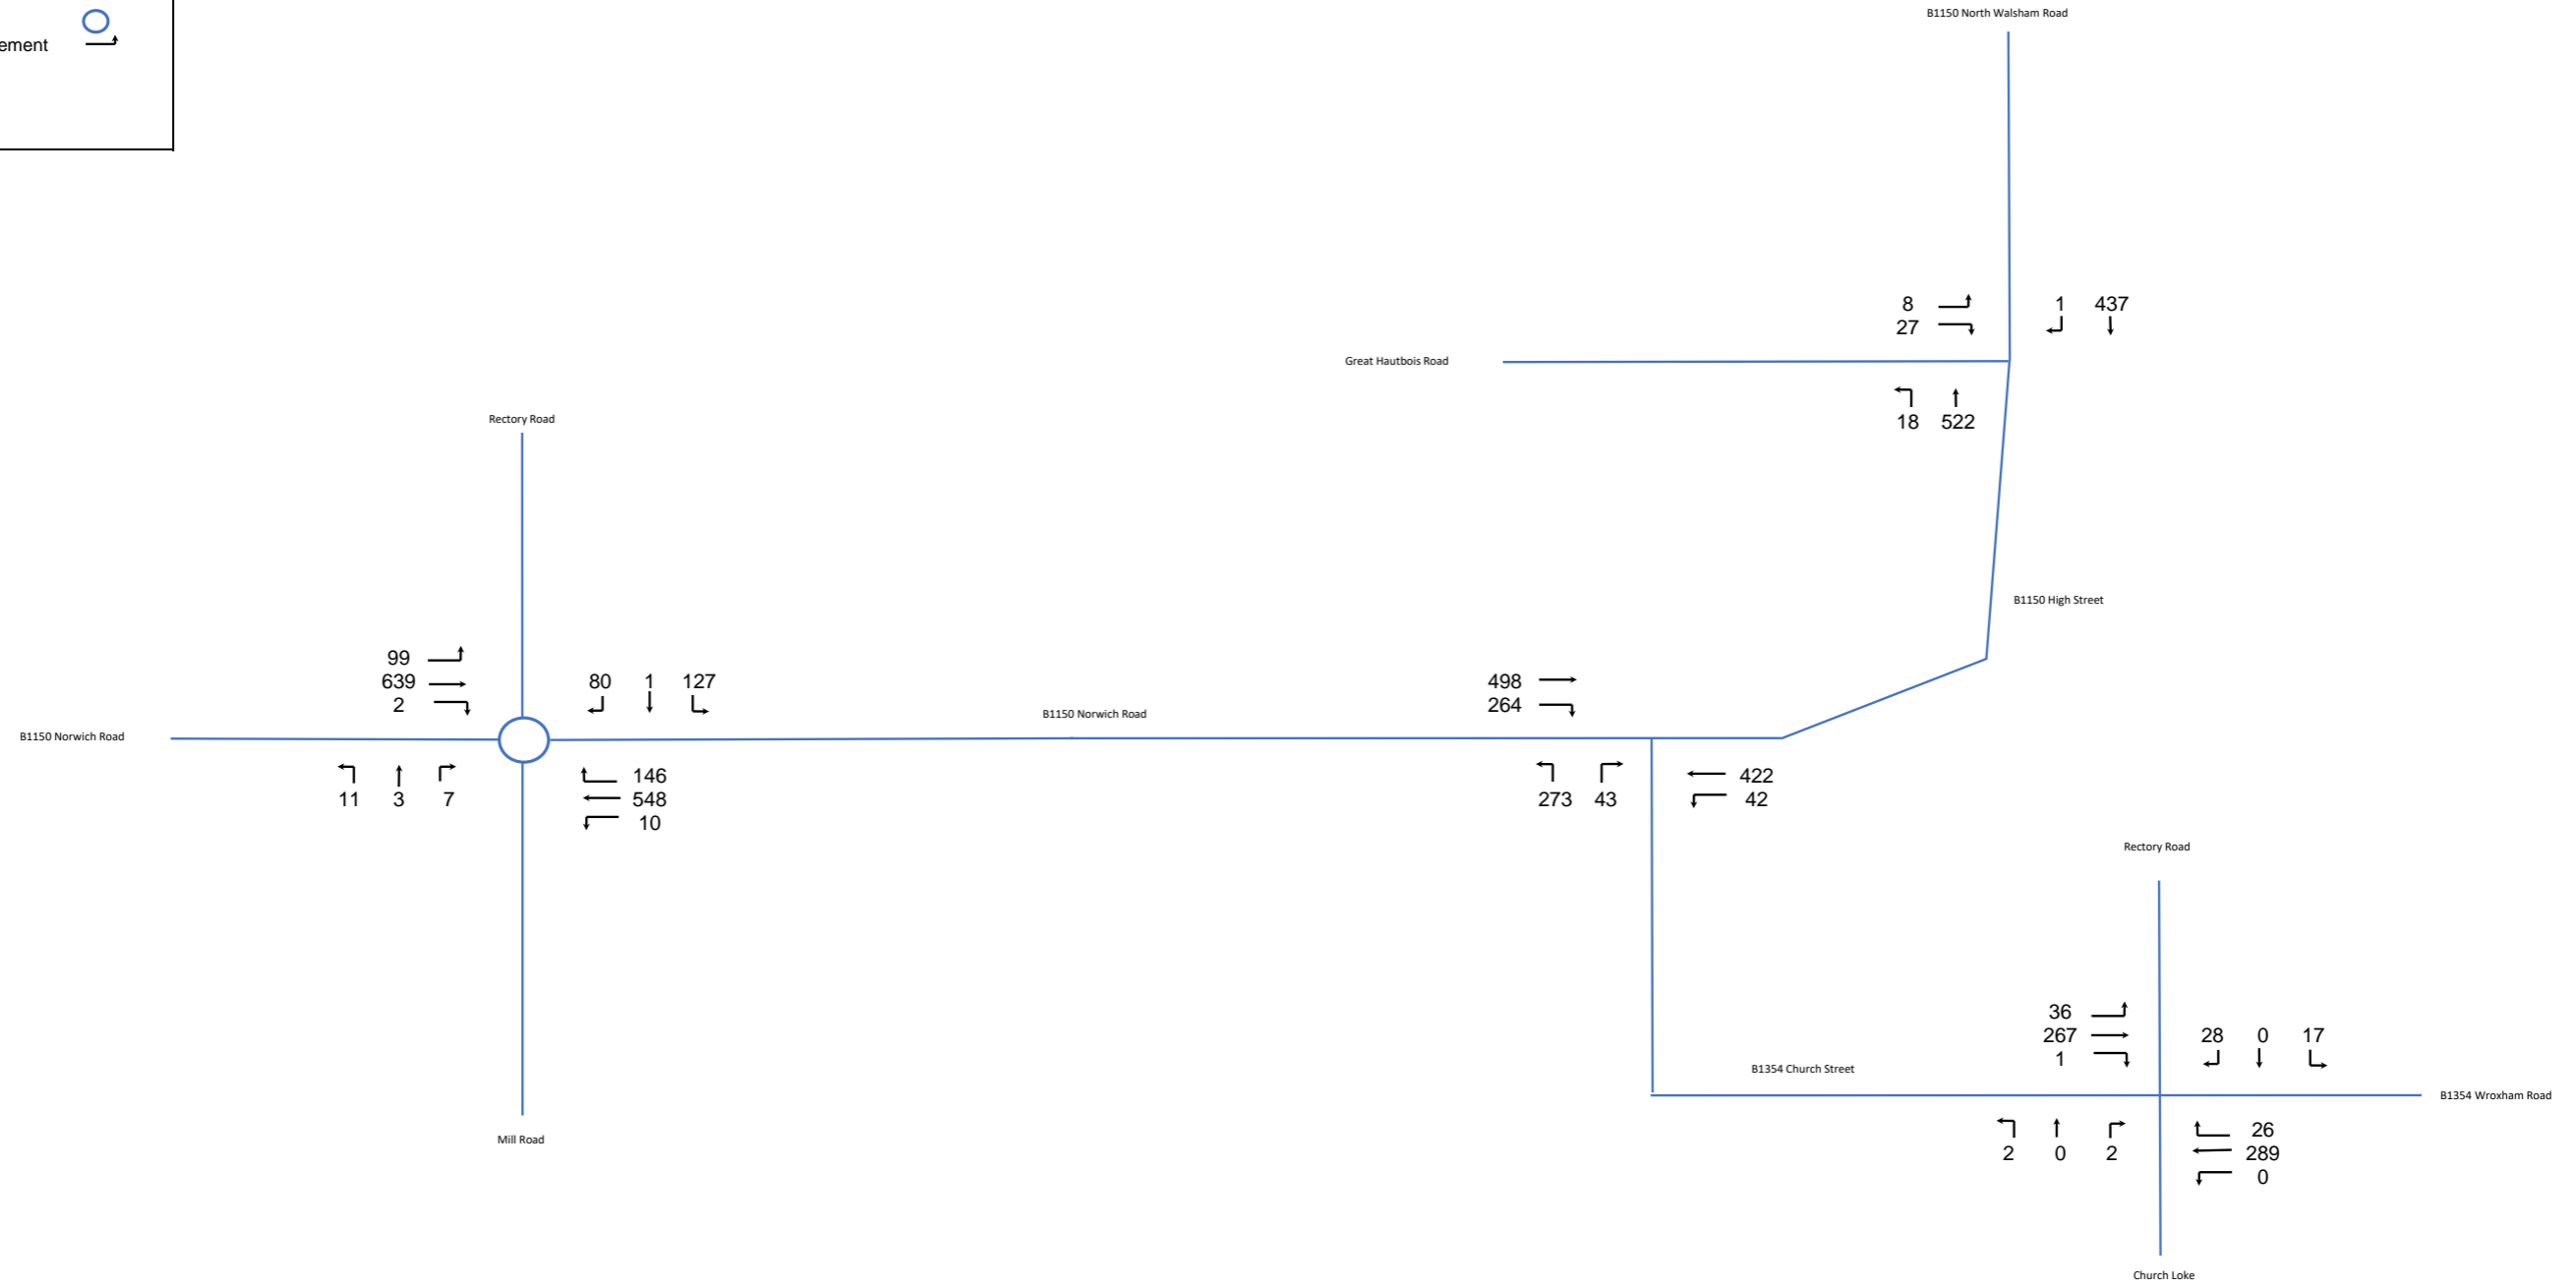 ement
B1150 North Walsham Road
8
1 437
27
Great Hautbois Road
18 522
Rectory Road
B1150 High Street
99
639
2
80 1 127
498
264
B1150 Norwich Road
B1150 Norwich Road
11 3 7
146
548
10
273 43
422
42
Rectory Road
36
267
1
28 0 17
B1354 Church Street
B1354 Wroxham Road
2 0 2
26
289
0
Mill Road
Church Loke